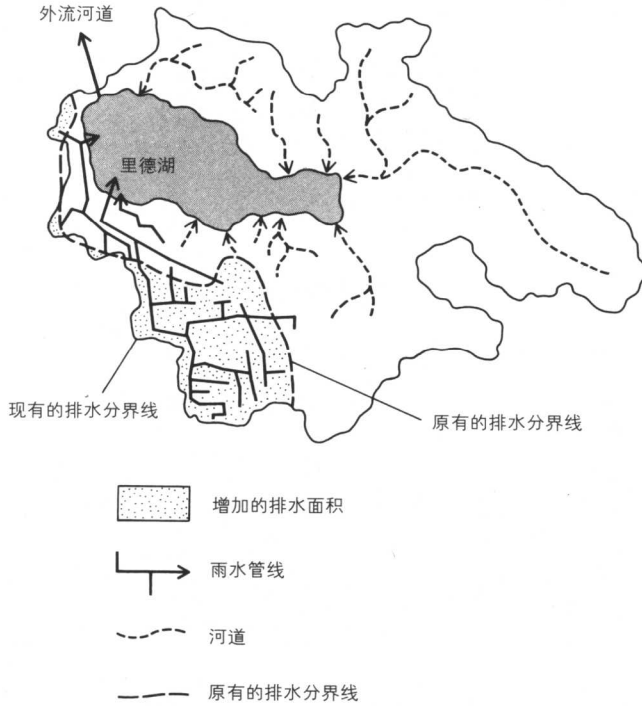 外流河道
里德湖
现有的排水分界线
原有的排水分界线
增加的排水面积
雨水管线
河道
原有的排水分界线